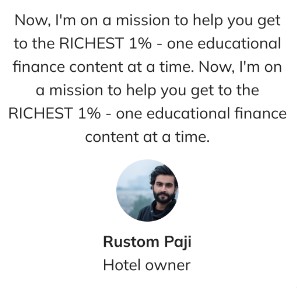 Now, I'm on a mission to help you get
to the RICHEST 1% - one educational
finance content at a time. Now, I'm on
a mission to help you get to the
RICHEST 1% - one educational finance
content at a time.
Rustom Paji
Hotel owner